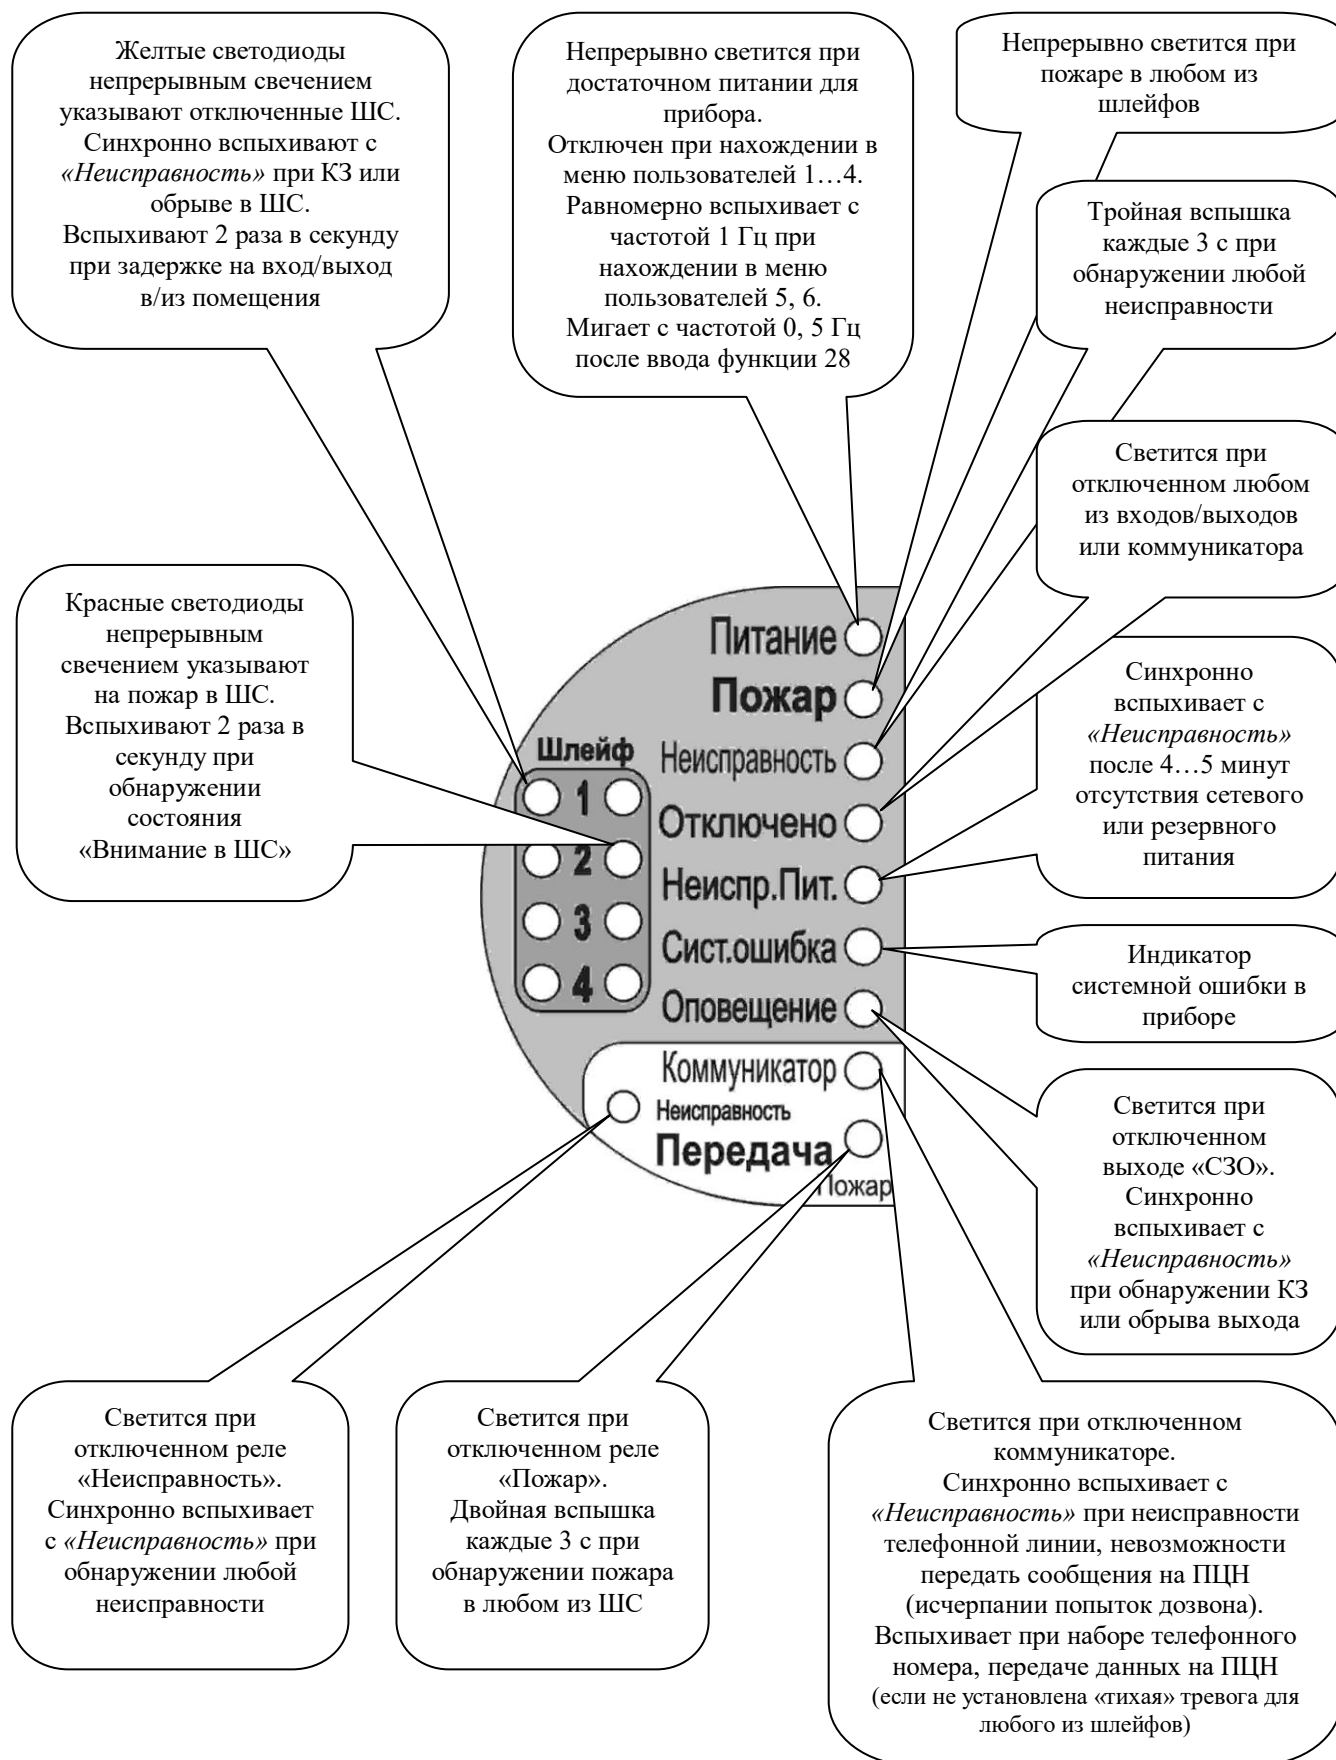 Желтые светодиоды
непрерывным свечением
указывают отключенные ШС.
Синхронно вспыхивают с
«Неисправность» при КЗ или
обрыве в ШС.
Вспыхивают 2 раза в секунду
при задержке на вход/выход
в/из помещения
Непрерывно светится при
достаточном питании для
прибора.
Отключен при нахождении в
меню пользователей 1…4.
Равномерно вспыхивает с
частотой 1 Гц при
нахождении в меню
пользователей 5, 6.
Мигает с частотой 0, 5 Гц
после ввода функции 28
Непрерывно светится при
пожаре в любом из
шлейфов
Тройная вспышка
каждые 3 с при
обнаружении любой
неисправности
Светится при
отключенном любом
из входов/выходов
или коммуникатора
Красные светодиоды
непрерывным
свечением указывают
на пожар в ШС.
Вспыхивают 2 раза в
секунду при
обнаружении
состояния
«Внимание в ШС»
Питание
Пожар
Неисправность
Отключено
Неиспр.Пит.
Сист.ошибка
Оповещение
Шлейф
1
2
3
4
Коммуникатор
Неисправность
Передача
Пожар
Синхронно
вспыхивает с
«Неисправность»
после 4…5 минут
отсутствия сетевого
или резервного
питания
Индикатор
системной ошибки в
приборе
Светится при
отключенном
выходе «СЗО».
Синхронно
вспыхивает с
«Неисправность»
при обнаружении КЗ
или обрыва выхода
Светится при
отключенном реле
«Неисправность».
Синхронно вспыхивает
с «Неисправность» при
обнаружении любой
неисправности
Светится при
отключенном реле
«Пожар».
Двойная вспышка
каждые 3 с при
обнаружении пожара
в любом из ШС
Светится при отключенном
коммуникаторе.
Синхронно вспыхивает с
«Неисправность» при неисправности
телефонной линии, невозможности
передать сообщения на ПЦН
(исчерпании попыток дозвона).
Вспыхивает при наборе телефонного
номера, передаче данных на ПЦН
(если не установлена «тихая» тревога для
любого из шлейфов)